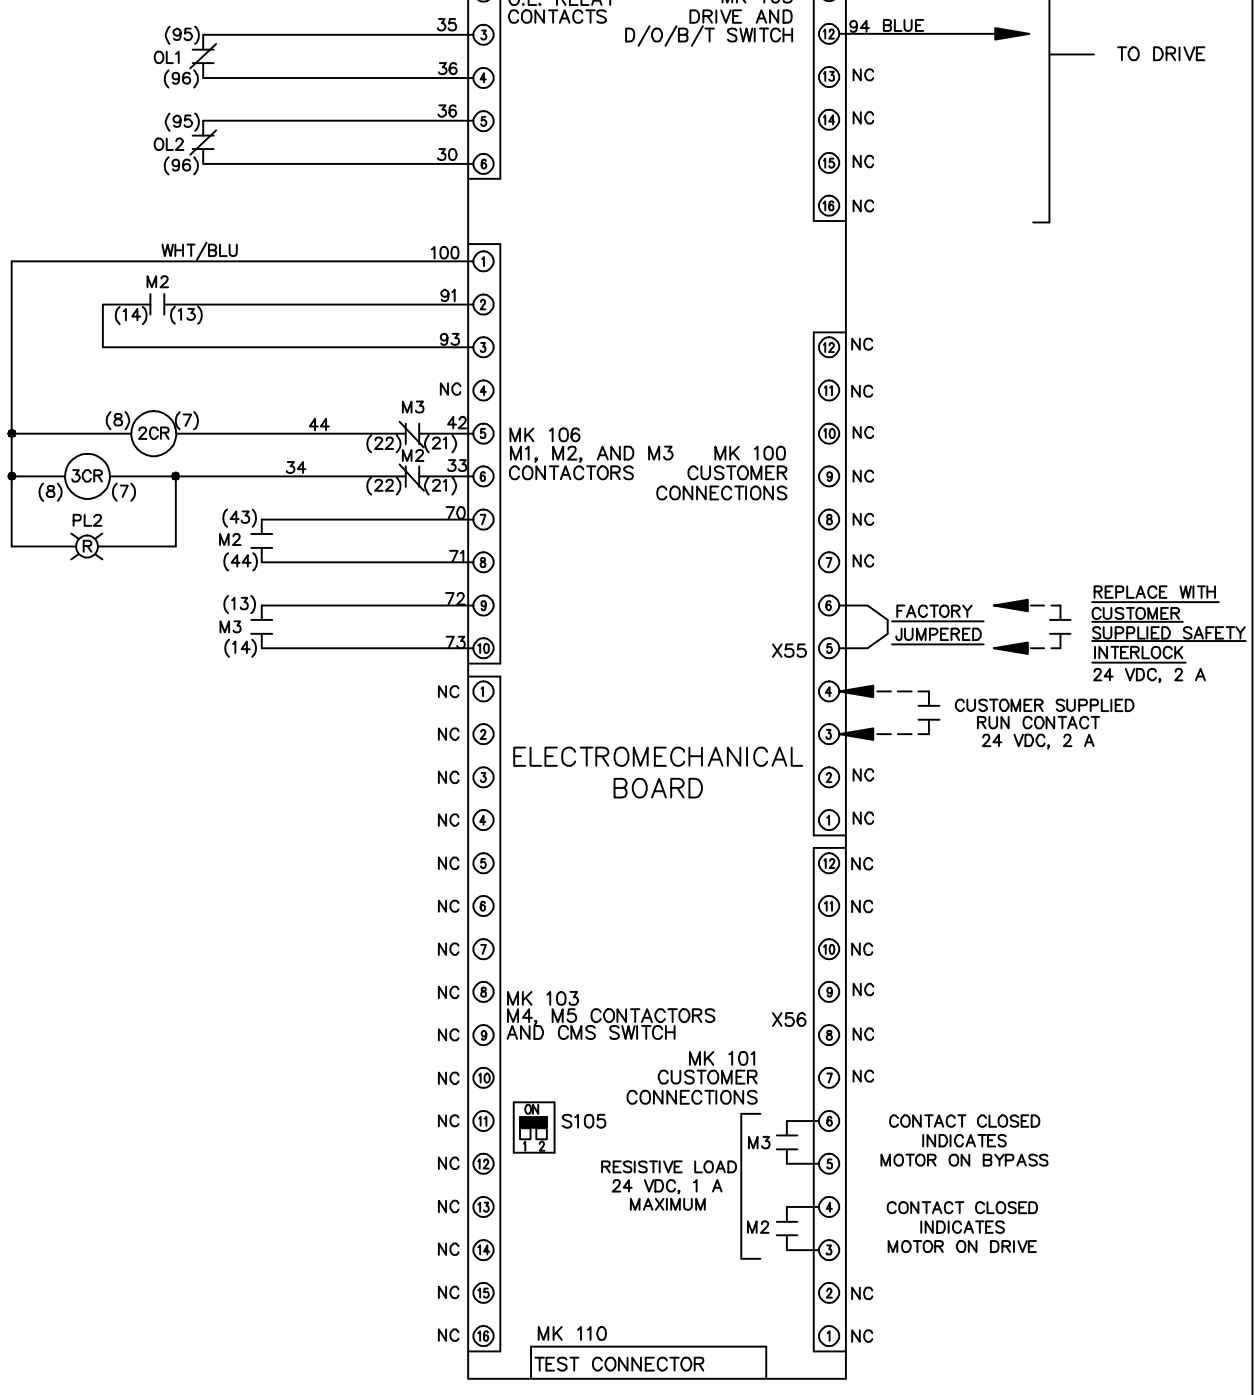 CONTACTS
DRIVE AND
D/O/B/T SWITCH
(95)
OL1
(96)
35
3
36
4
(95)
OL2
(96)
36
5
30
6
12
94 BLUE
TO DRIVE
13
NC
14
NC
15
NC
16
NC
WHT/BLU
100
1
M2
(14)
(13)
91
2
93
3
NC
4
(8)
2CR
(7)
44
M3
(22)
(21)
42
5
(8)
3CR
(7)
34
M2
(22)
(21)
33
6
PL2
R
(43)
M2
(44)
70
7
71
8
(13)
M3
(14)
72
9
73
10
MK 106
M1, M2, AND M3
CONTACTORS
MK 100
CUSTOMER
CONNECTIONS
12
NC
11
NC
10
NC
9
NC
8
NC
7
NC
6
X55
5
FACTORY
JUMPERED
REPLACE WITH
CUSTOMER
SUPPLIED SAFETY
INTERLOCK
24 VDC, 2 A
4
3
CUSTOMER SUPPLIED
RUN CONTACT
24 VDC, 2 A
2
NC
1
NC
ELECTROMECHANICAL
BOARD
NC
1
NC
2
NC
3
NC
4
NC
5
NC
6
NC
7
NC
8
NC
9
NC
10
NC
11
NC
12
NC
13
NC
14
NC
15
NC
16
MK 103
M4, M5 CONTACTORS
AND CMS SWITCH
ON
1 2
S105
12
NC
11
NC
10
NC
9
NC
X56
8
NC
7
NC
MK 101
CUSTOMER
CONNECTIONS
RESISTIVE LOAD
24 VDC, 1 A
MAXIMUM
M3
6
5
CONTACT CLOSED
INDICATES
MOTOR ON BYPASS
M2
4
3
CONTACT CLOSED
INDICATES
MOTOR ON DRIVE
2
NC
1
NC
MK 110
TEST CONNECTOR